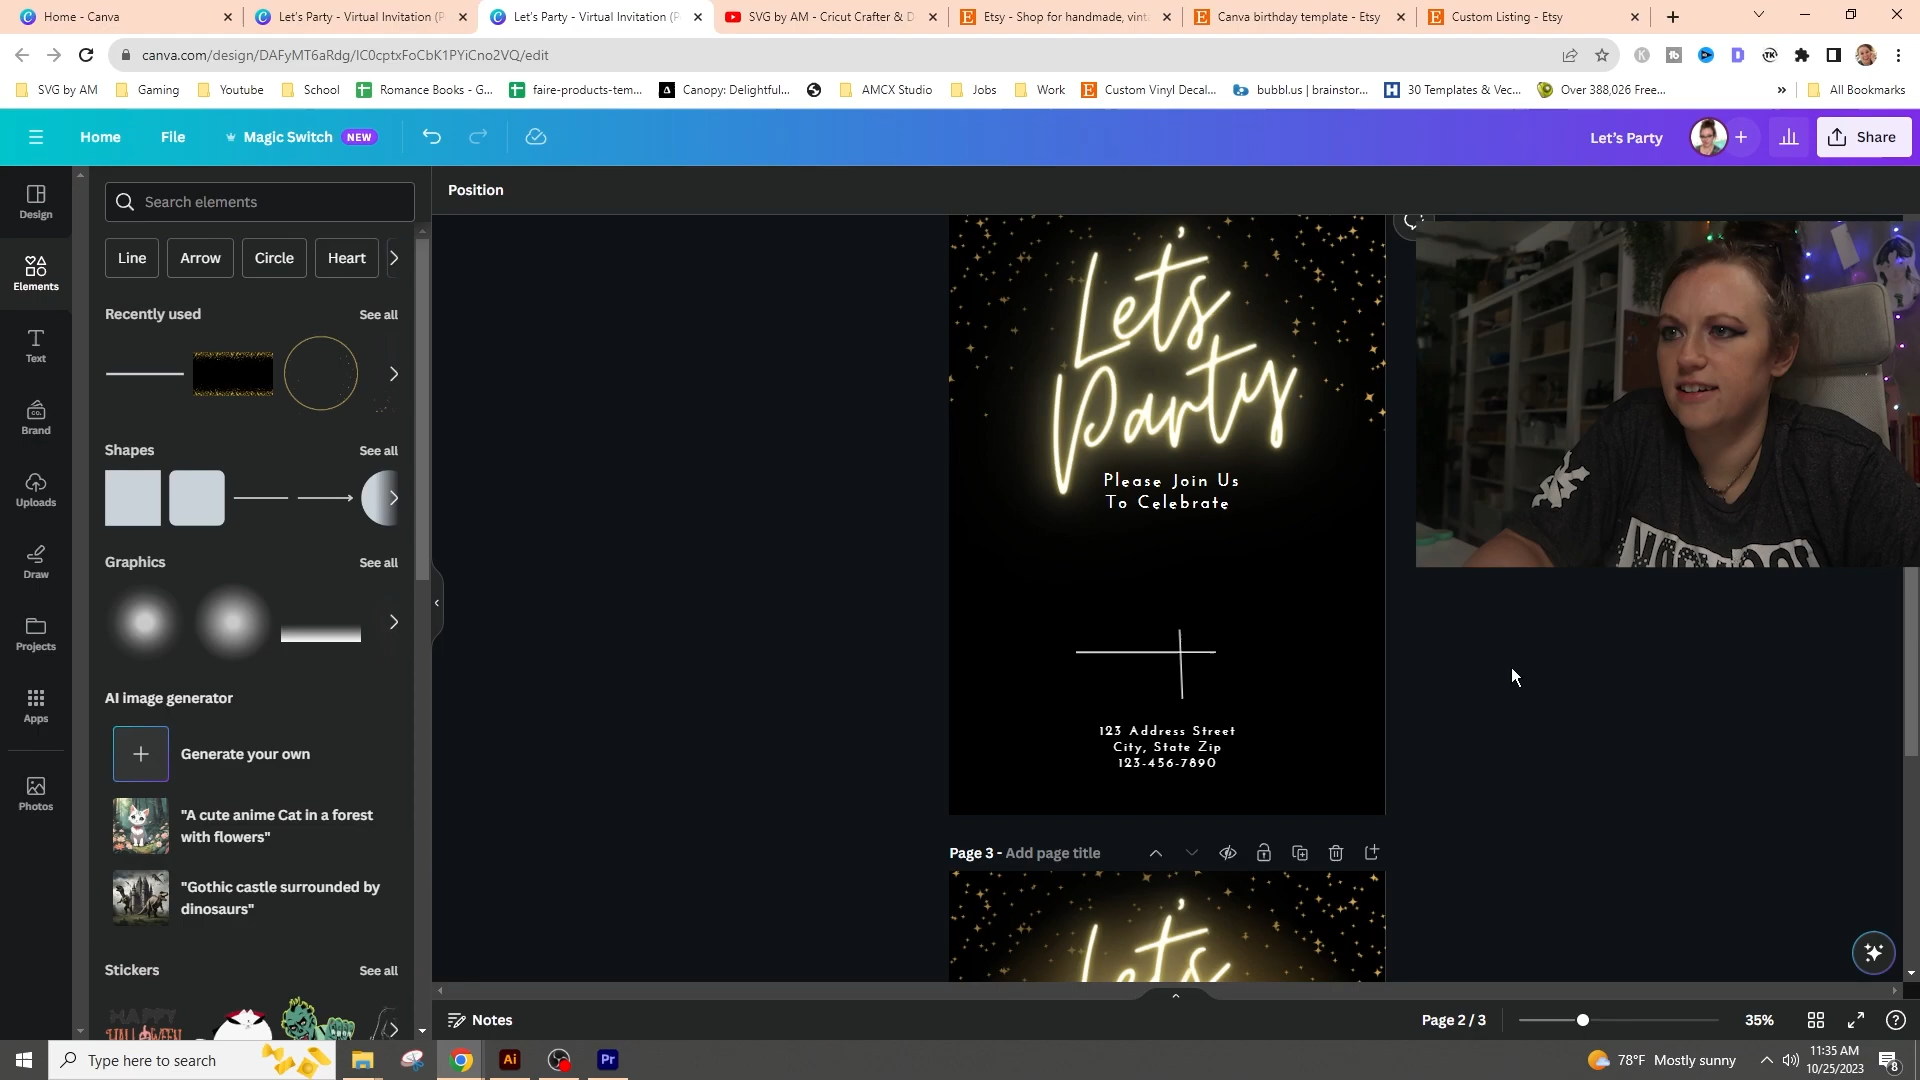 Home - Canva
Let's Party - Virtual Invitation (P
Let's Party - Virtual Invitation (P
SVG by AM - Cricut Crafter & D
Etsy - Shop for handmade, vint
Canva birthday template - Etsy
Custom Listing - Etsy
canva.com/design/DAFyMT6aRdg/IC0cptxFoCbK1PYiCno2VQ/edit
SVG by AM
Gaming
Youtube
School
Romance Books - G...
faire-products-tem...
Canopy: Delightful...
AMCX Studio
Jobs
Work
Custom Vinyl Decal...
bubbl.us | brainstor...
30 Templates & Vec...
Over 388,026 Free...
All Bookmarks
Home
File
Magic Switch
NEW
Let's Party
Share
Design
Elements
Text
Brand
Uploads
Draw
Projects
Apps
Photos
Search elements
Line
Arrow
Circle
Heart
Recently used
See all
Shapes
See all
Graphics
See all
AI image generator
Generate your own
"A cute anime Cat in a forest
with flowers"
"Gothic castle surrounded by
dinosaurs"
Stickers
See all
HAPPY
HALLOWEEN
Position
Let's
Party
Please Join Us
To Celebrate
123 Address Street
City, State Zip
123-456-7890
Page 3 - Add page title
Let's
Notes
Page 2 / 3
35%
Type here to search
Ai
Pr
78°F Mostly sunny
11:35 AM
10/25/2023
8